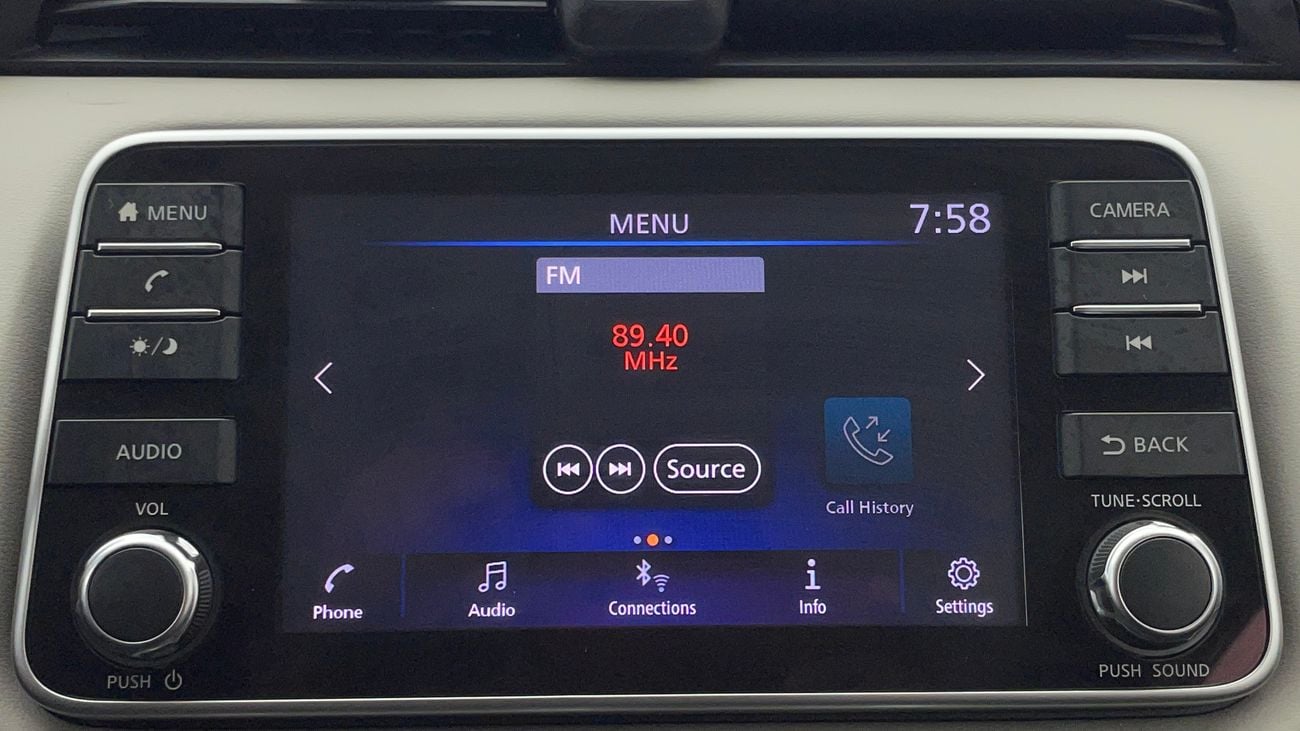 MENU
AUDIO
VOL
PUSH
MENU
7:58
FM
89.40
MHz
Source
Call History
Phone
Audio
Connections
Info
Settings
CAMERA
BACK
TUNE·SCROLL
PUSH SOUND